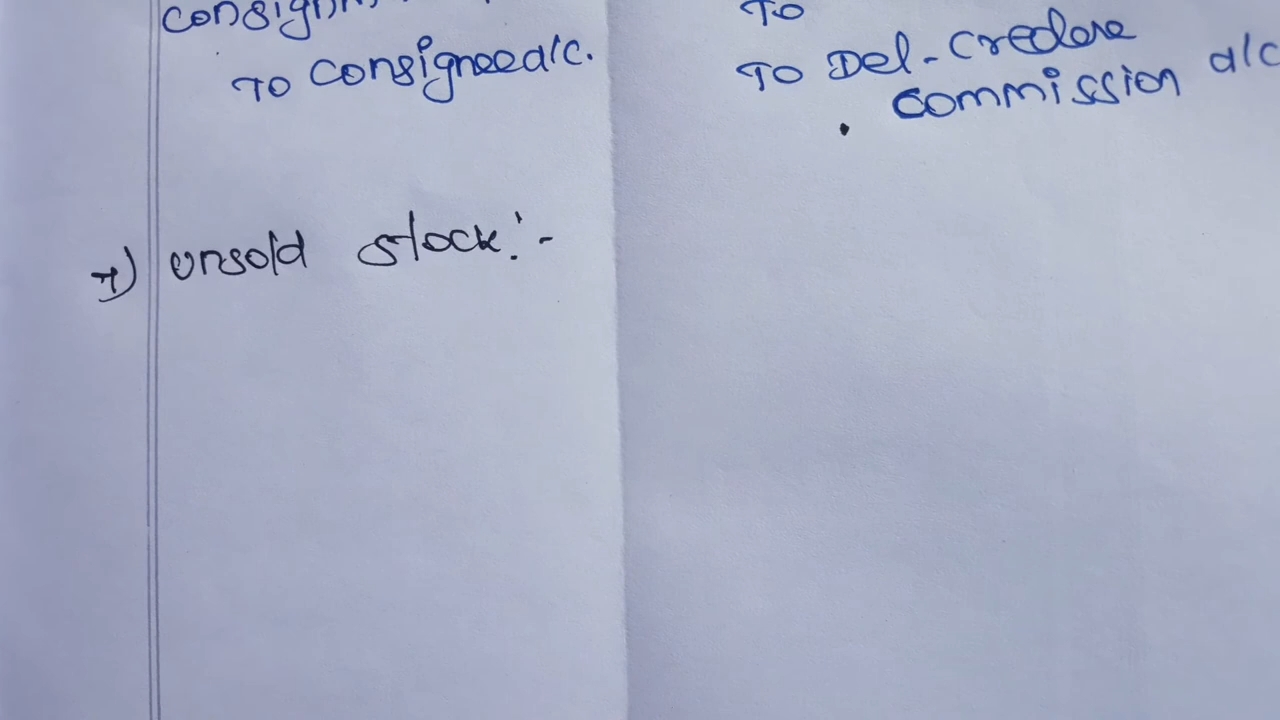 To consignee a/c.
7) unsold stock:-
To
To Del-Credere
commission a/c